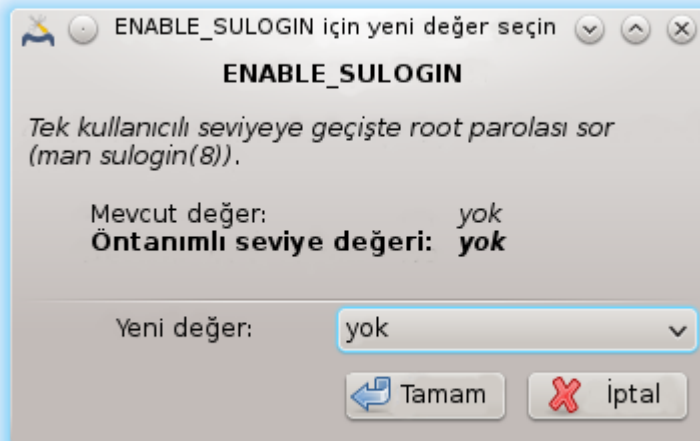 ENABLE_SULOGIN için yeni değer seçin
ENABLE_SULOGIN
Tek kullanıcılı seviyeye geçişte root parolası sor
(man sulogin(8)).
Mevcut değer: yok
Öntanımlı seviye değeri: yok
Yeni değer: yok
Tamam İptal